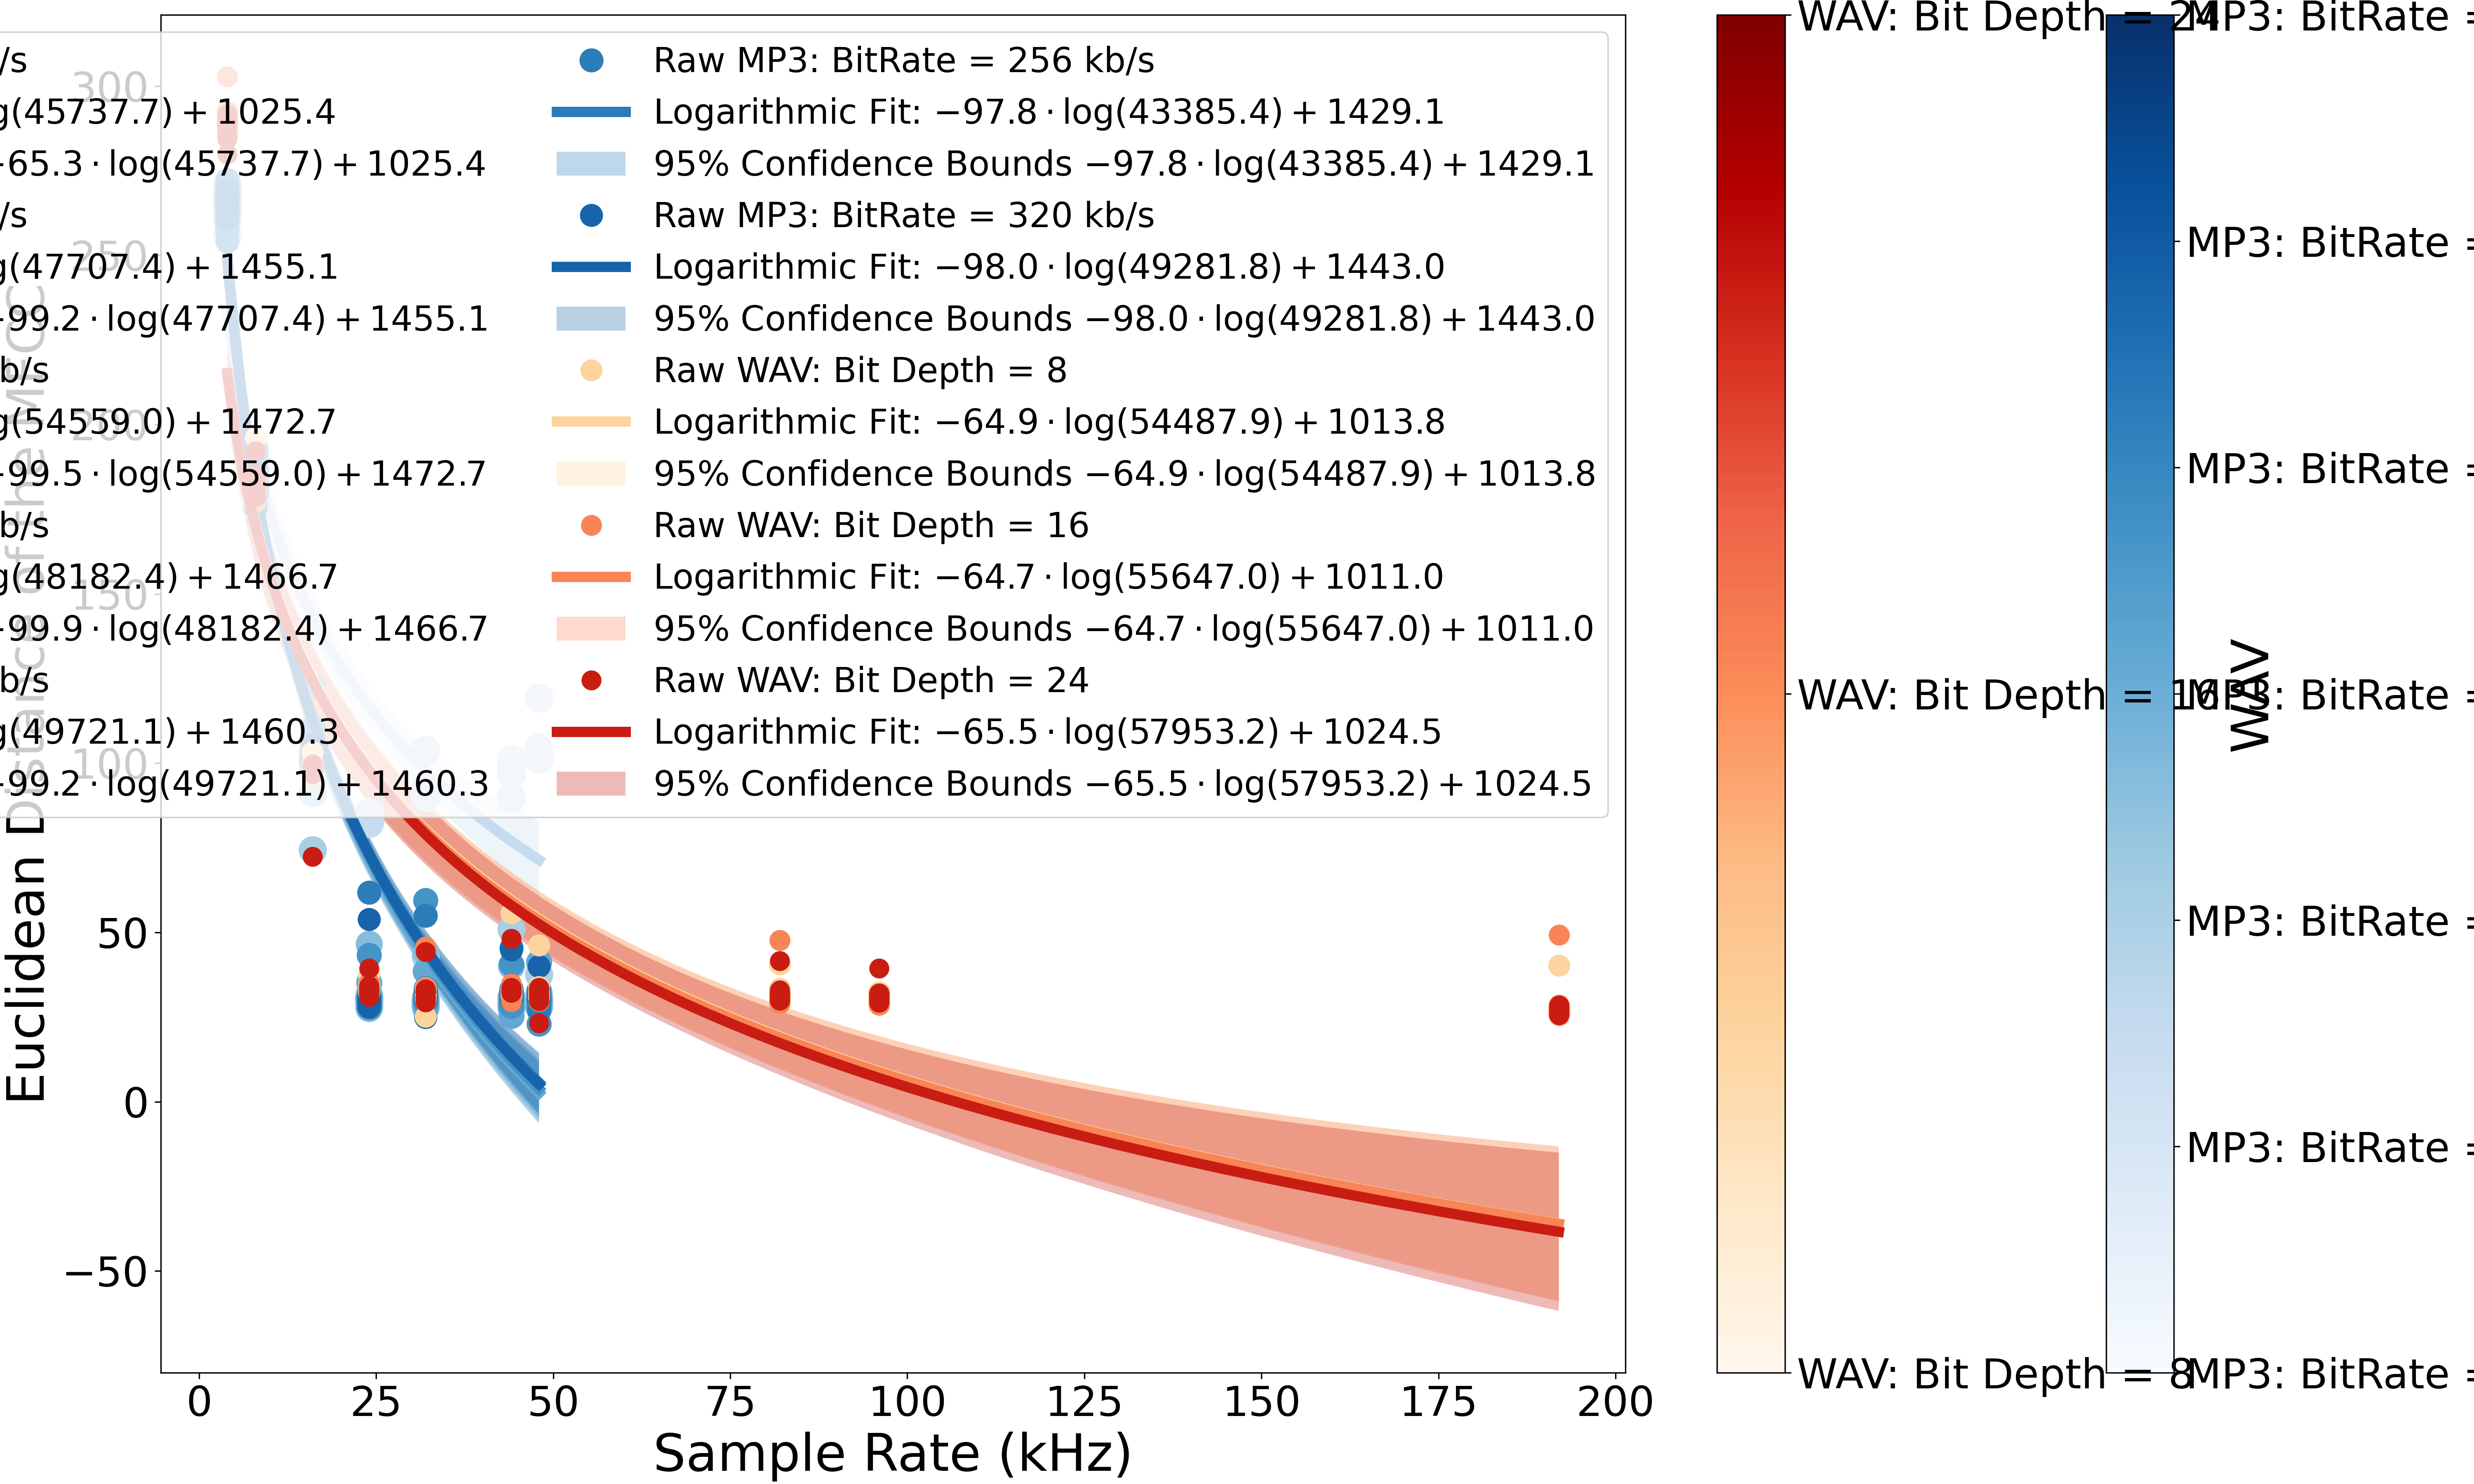 /s
g(45737.7) + 1025.4
−65.3 · log(45737.7) + 1025.4
/s
g(47707.4) + 1455.1
−99.2 · log(47707.4) + 1455.1
b/s
g(54559.0) + 1472.7
−99.5 · log(54559.0) + 1472.7
b/s
g(48182.4) + 1466.7
−99.9 · log(48182.4) + 1466.7
b/s
g(49721.1) + 1460.3
−99.2 · log(49721.1) + 1460.3
Raw MP3: BitRate = 256 kb/s
Logarithmic Fit: −97.8 · log(43385.4) + 1429.1
95% Confidence Bounds −97.8 · log(43385.4) + 1429.1
Raw MP3: BitRate = 320 kb/s
Logarithmic Fit: −98.0 · log(49281.8) + 1443.0
95% Confidence Bounds −98.0 · log(49281.8) + 1443.0
Raw WAV: Bit Depth = 8
Logarithmic Fit: −64.9 · log(54487.9) + 1013.8
95% Confidence Bounds −64.9 · log(54487.9) + 1013.8
Raw WAV: Bit Depth = 16
Logarithmic Fit: −64.7 · log(55647.0) + 1011.0
95% Confidence Bounds −64.7 · log(55647.0) + 1011.0
Raw WAV: Bit Depth = 24
Logarithmic Fit: −65.5 · log(57953.2) + 1024.5
95% Confidence Bounds −65.5 · log(57953.2) + 1024.5
Euclidean Distance of the MFCC
300
250
200
150
100
50
0
−50
0
25
50
75
100
125
150
175
200
Sample Rate (kHz)
WAV: Bit Depth = 24
WAV: Bit Depth = 16
WAV: Bit Depth = 8
WAV
MP3: BitRate =
MP3: BitRate =
MP3: BitRate =
MP3: BitRate =
MP3: BitRate =
MP3: BitRate =
MP3: BitRate =